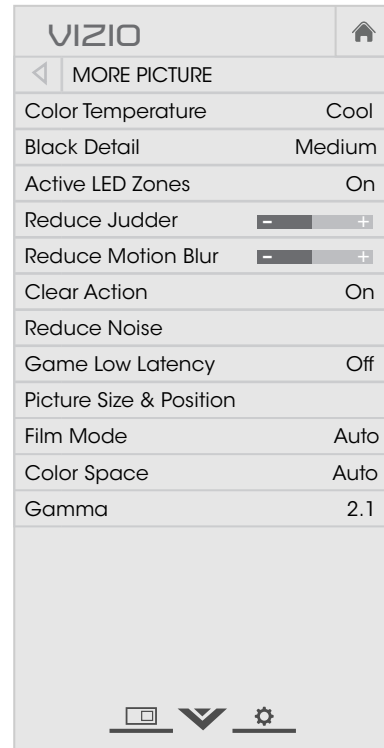 VIZIO
MORE PICTURE
Color Temperature Cool
Black Detail Medium
Active LED Zones On
Reduce Judder - +
Reduce Motion Blur - +
Clear Action On
Reduce Noise
Game Low Latency Off
Picture Size & Position
Film Mode Auto
Color Space Auto
Gamma 2.1